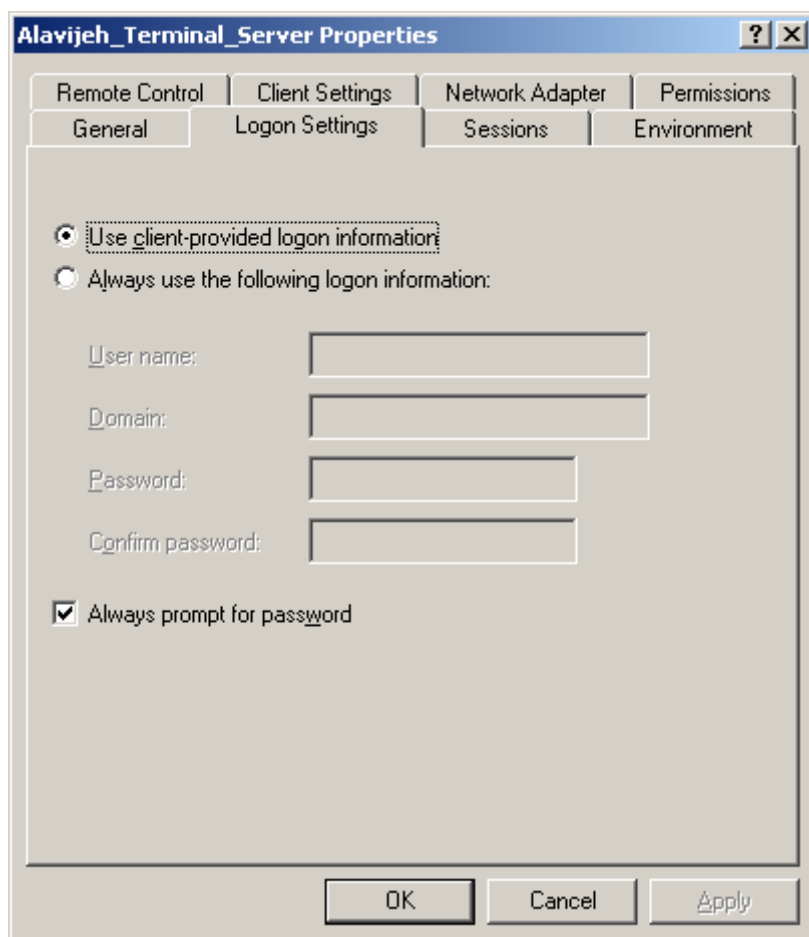 Alavijeh_Terminal_Server Properties
Remote Control Client Settings Network Adapter Permissions
General Logon Settings Sessions Environment
Use client-provided logon information
Always use the following logon information:
User name:
Domain:
Password:
Confirm password:
Always prompt for password
OK Cancel Apply